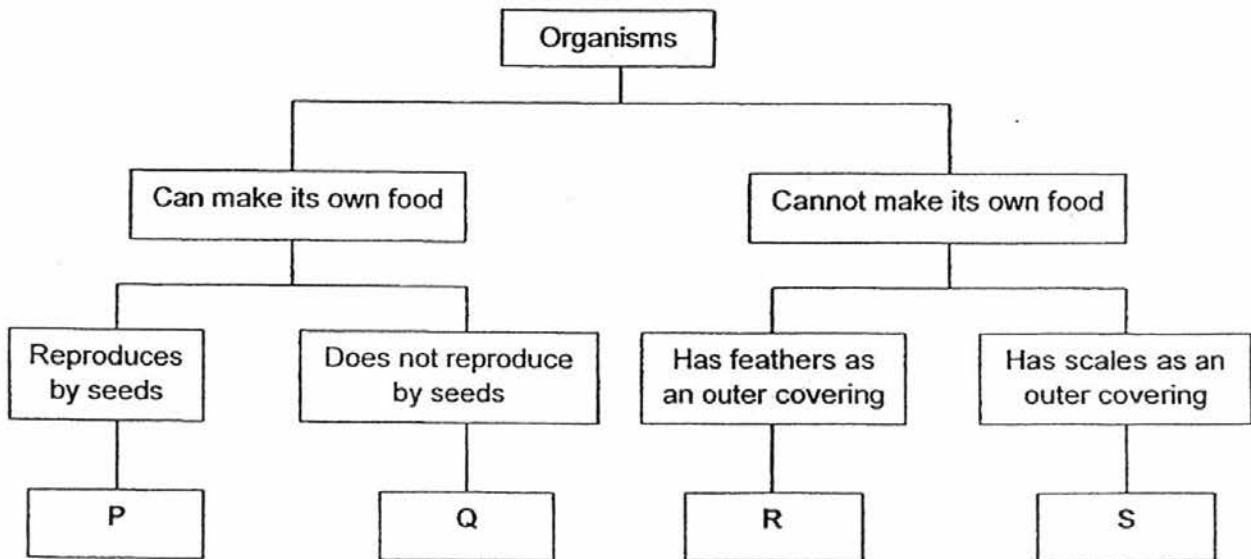 Organisms
Can make its own food
Cannot make its own food
Reproduces
by seeds
Does not reproduce
by seeds
Has feathers as
an outer covering
Has scales as an
outer covering
P
Q
R
S